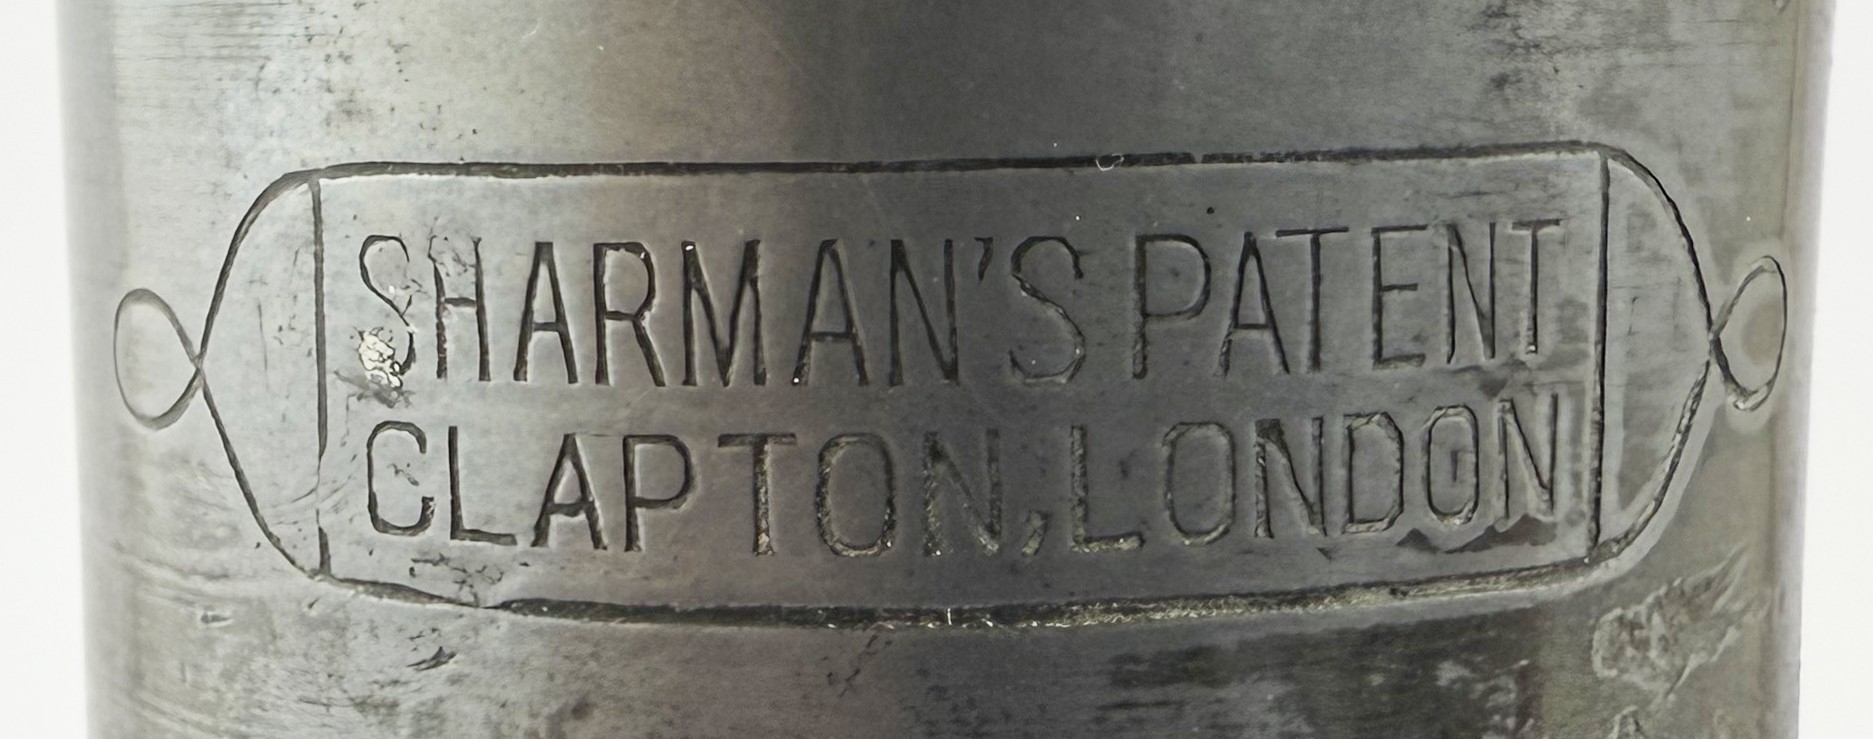 SHARMAN'S PATENT
CLAPTON, LONDON